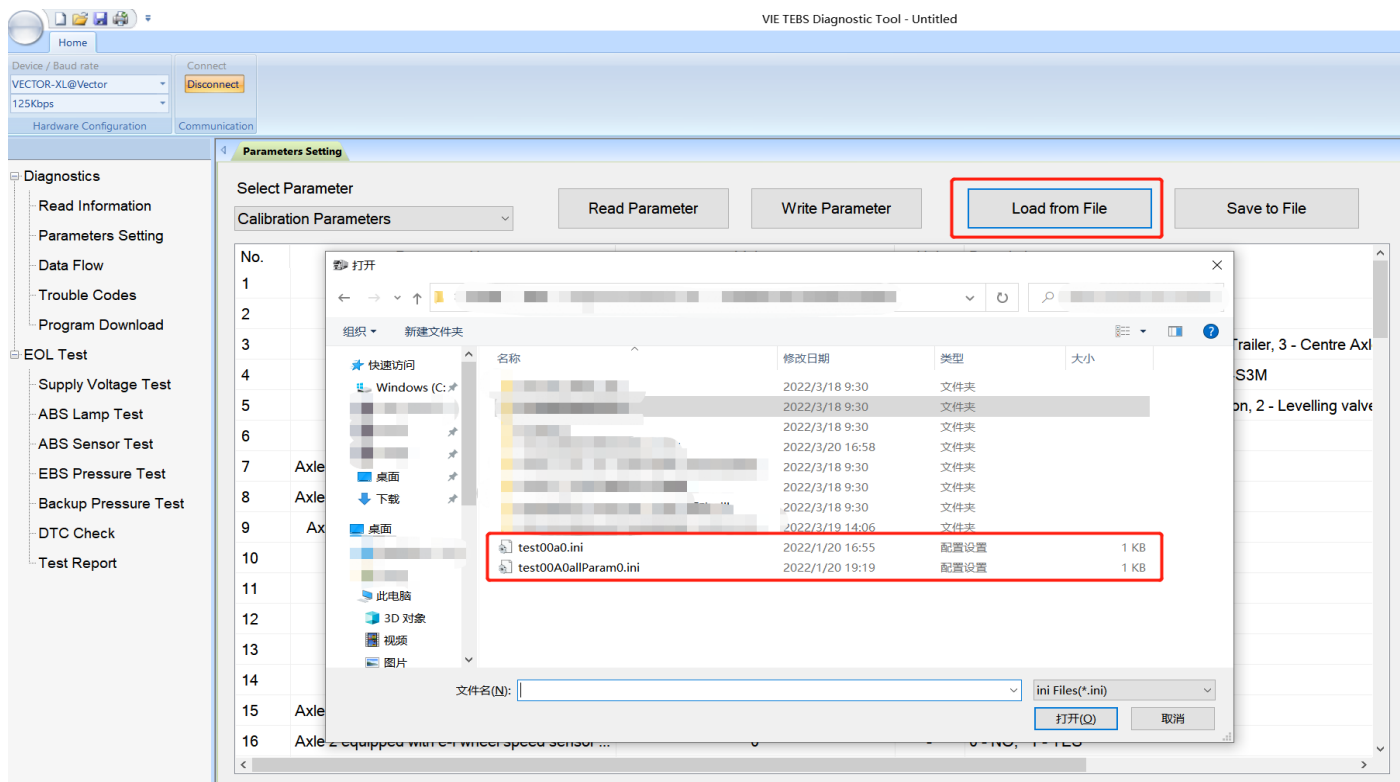 VIE TEBS Diagnostic Tool - Untitled
Home
Device / Baud rate
Connect
VECTOR-XL@Vector
Disconnect
125Kbps
Hardware Configuration
Communication
Parameters Setting
Diagnostics
Read Information
Parameters Setting
Data Flow
Trouble Codes
Program Download
EOL Test
Supply Voltage Test
ABS Lamp Test
ABS Sensor Test
EBS Pressure Test
Backup Pressure Test
DTC Check
Test Report
Select Parameter
Calibration Parameters
Read Parameter
Write Parameter
Load from File
Save to File
No.
1
2
3
railer, 3 - Centre Axl
4
S3M
5
on, 2 - Levelling valve
6
7 Axle
8 Axle
9 Ax
10
11
12
13
14
15 Axle
16 Axle 2 equipped with e-f wheel speed sensor ... 0 - 0 - NO, 1 - YES
打开
组织 新建文件夹
快速访问
Windows (C:
桌面
下载
桌面
此电脑
3D 对象
视频
图片
名称 修改日期 类型 大小
2022/3/18 9:30 文件夹
2022/3/18 9:30 文件夹
2022/3/18 9:30 文件夹
2022/3/20 16:58 文件夹
2022/3/18 9:30 文件夹
2022/3/18 9:30 文件夹
2022/3/18 9:30 文件夹
2022/3/19 14:06 文件夹
test00a0.ini 2022/1/20 16:55 配置设置 1 KB
test00A0allParam0.ini 2022/1/20 19:19 配置设置 1 KB
文件名(N):
ini Files(*.ini)
打开(O) 取消